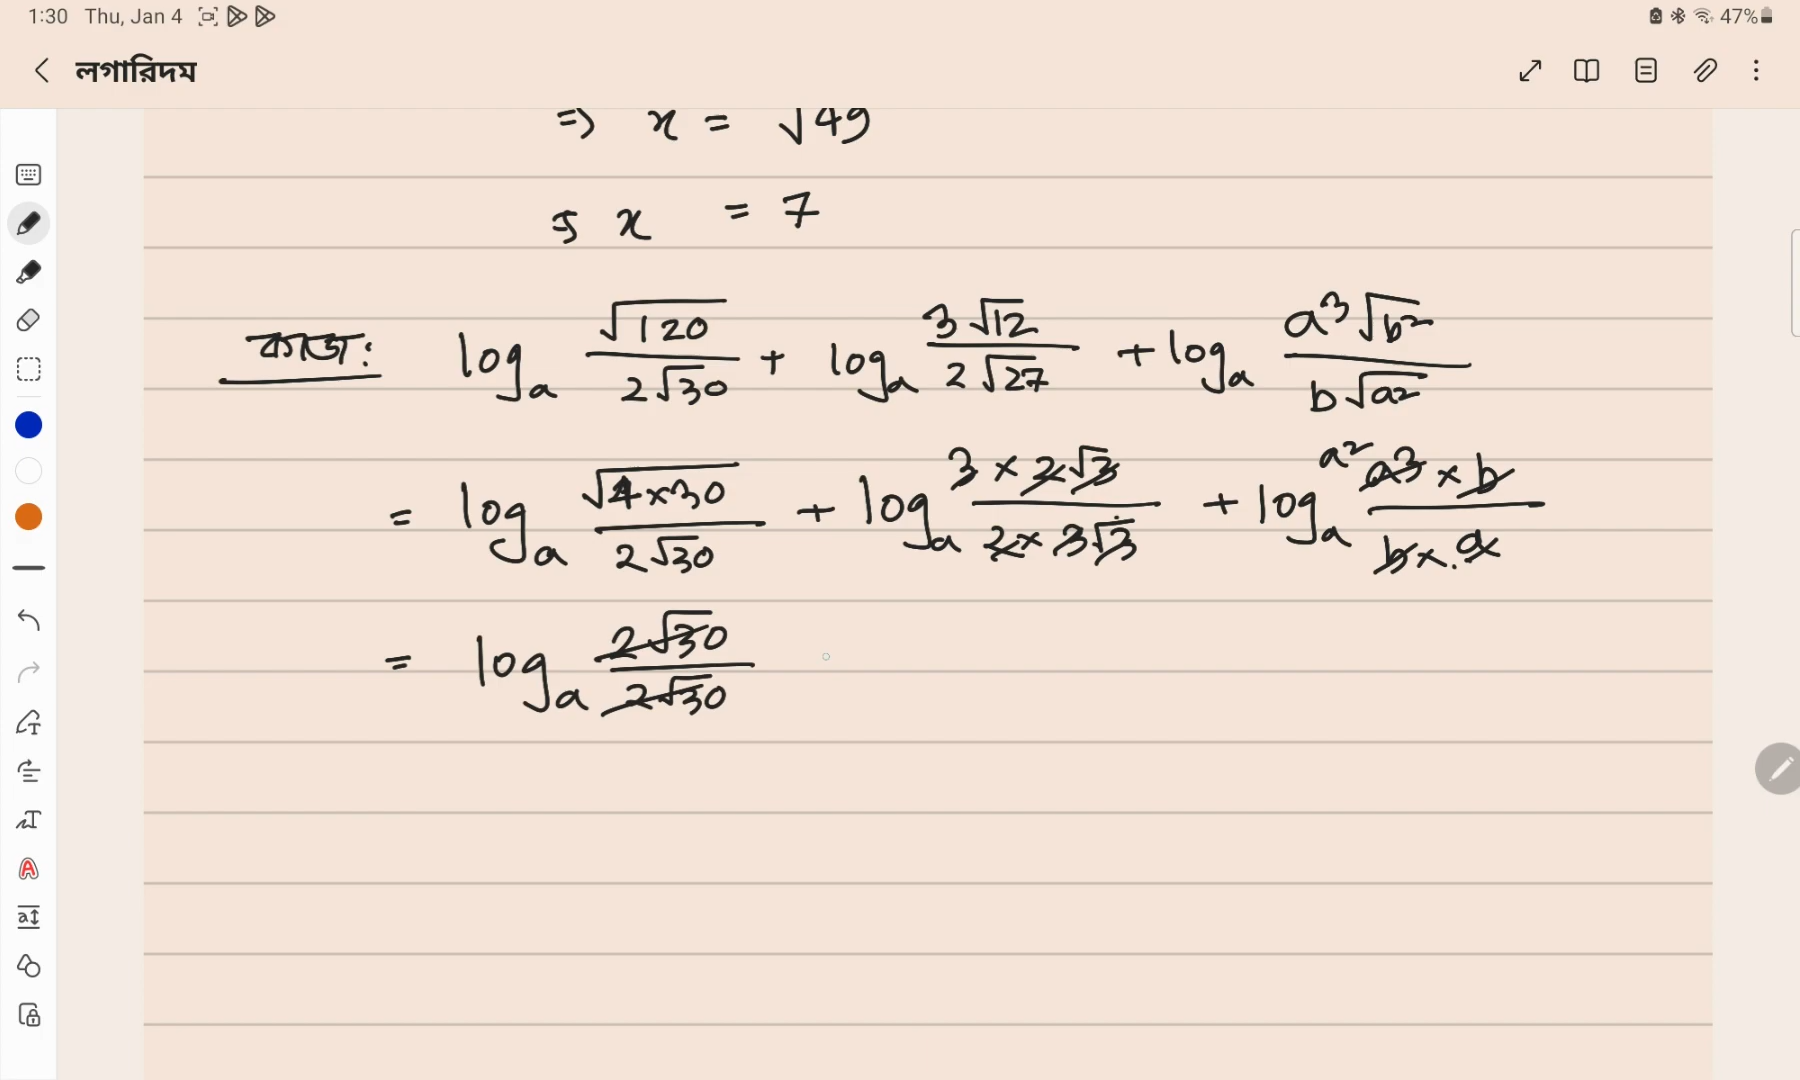 1:30 Thu, Jan 4 47%
লগারিদম
⇒ x = √49
⇒ x = 7
কাজ: log_a √120/2√30 + log_a 3√12/2√27 + log_a a³√b²/b√a²
= log_a √4×30/2√30 + log_a 3×2√3/2×3√3 + log_a a² a³×b/b×.a
= log_a 2√30/2√30